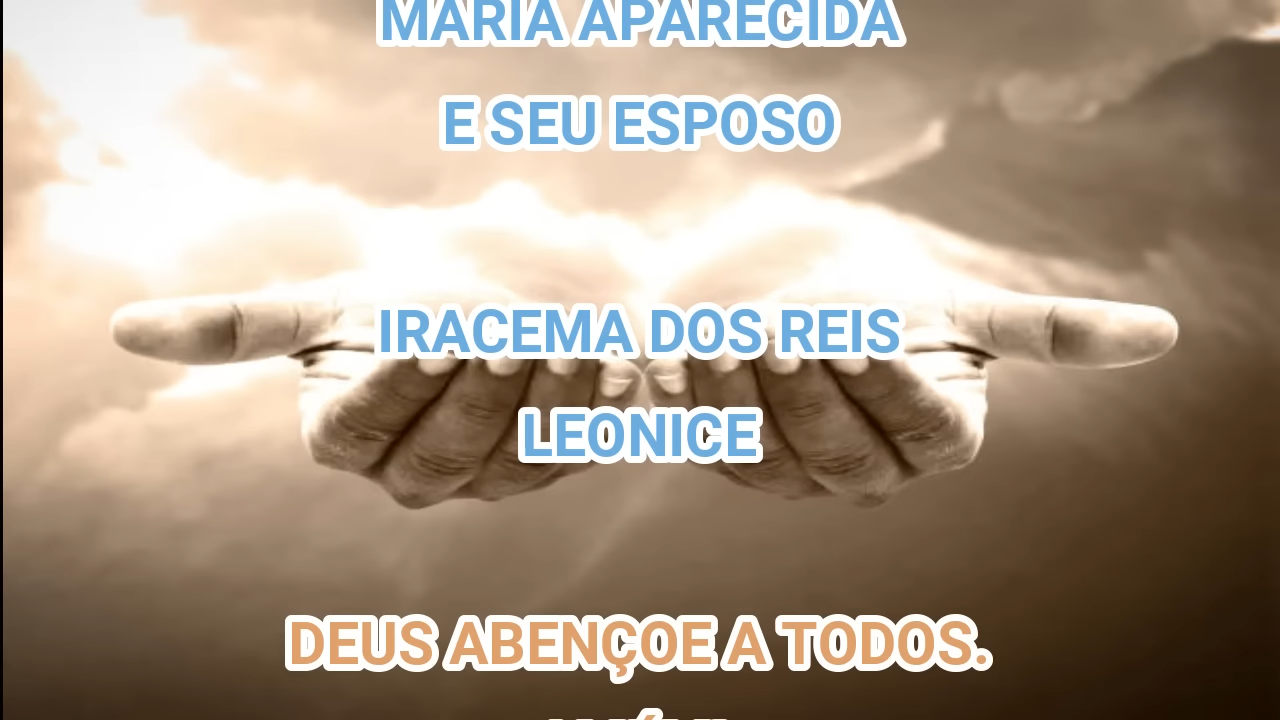 MARIA APARECIDA
E SEU ESPOSO
IRACEMA DOS REIS
LEONICE
DEUS ABENÇOE A TODOS.